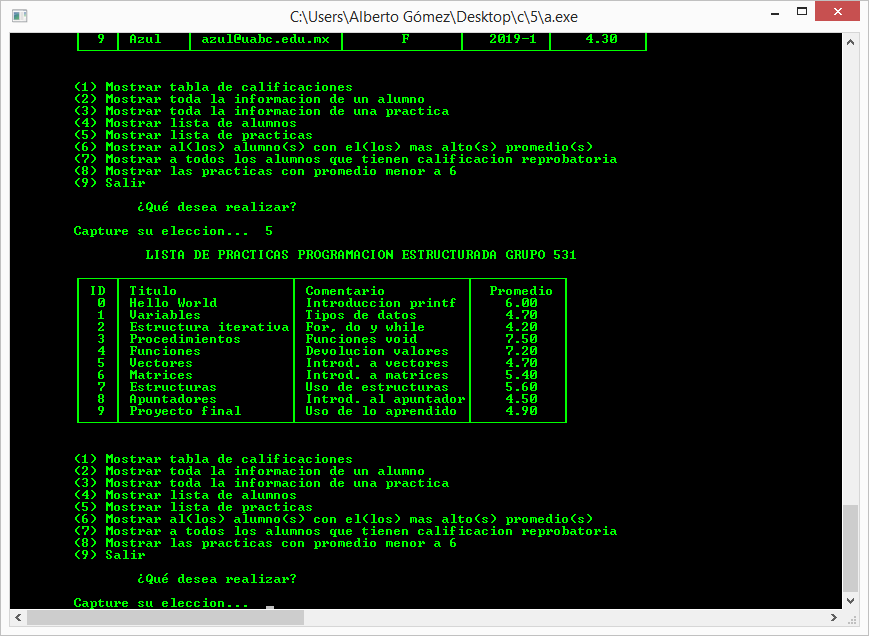 C:\Users\Alberto Gómez\Desktop\c\5\a.exe
9 Azul azul@uabc.edu.mx F 2019-1 4.30
(1) Mostrar tabla de calificaciones
(2) Mostrar toda la informacion de un alumno
(3) Mostrar toda la informacion de una practica
(4) Mostrar lista de alumnos
(5) Mostrar lista de practicas
(6) Mostrar al(los) alumno(s) con el(los) mas alto(s) promedio(s)
(7) Mostrar a todos los alumnos que tienen calificacion reprobatoria
(8) Mostrar las practicas con promedio menor a 6
(9) Salir
¿Qué desea realizar?
Capture su eleccion... 5
LISTA DE PRACTICAS PROGRAMACION ESTRUCTURADA GRUPO 531
ID Titulo Comentario Promedio
0 Hello World Introduccion printf 6.00
1 Variables Tipos de datos 4.70
2 Estructura iterativa For, do y while 4.20
3 Procedimientos Funciones void 7.50
4 Funciones Devolucion valores 7.20
5 Vectores Introd. a vectores 4.70
6 Matrices Introd. a matrices 5.40
7 Estructuras Uso de estructuras 5.60
8 Apuntadores Introd. al apuntador 4.50
9 Proyecto final Uso de lo aprendido 4.90
(1) Mostrar tabla de calificaciones
(2) Mostrar toda la informacion de un alumno
(3) Mostrar toda la informacion de una practica
(4) Mostrar lista de alumnos
(5) Mostrar lista de practicas
(6) Mostrar al(los) alumno(s) con el(los) mas alto(s) promedio(s)
(7) Mostrar a todos los alumnos que tienen calificacion reprobatoria
(8) Mostrar las practicas con promedio menor a 6
(9) Salir
¿Qué desea realizar?
Capture su eleccion... _